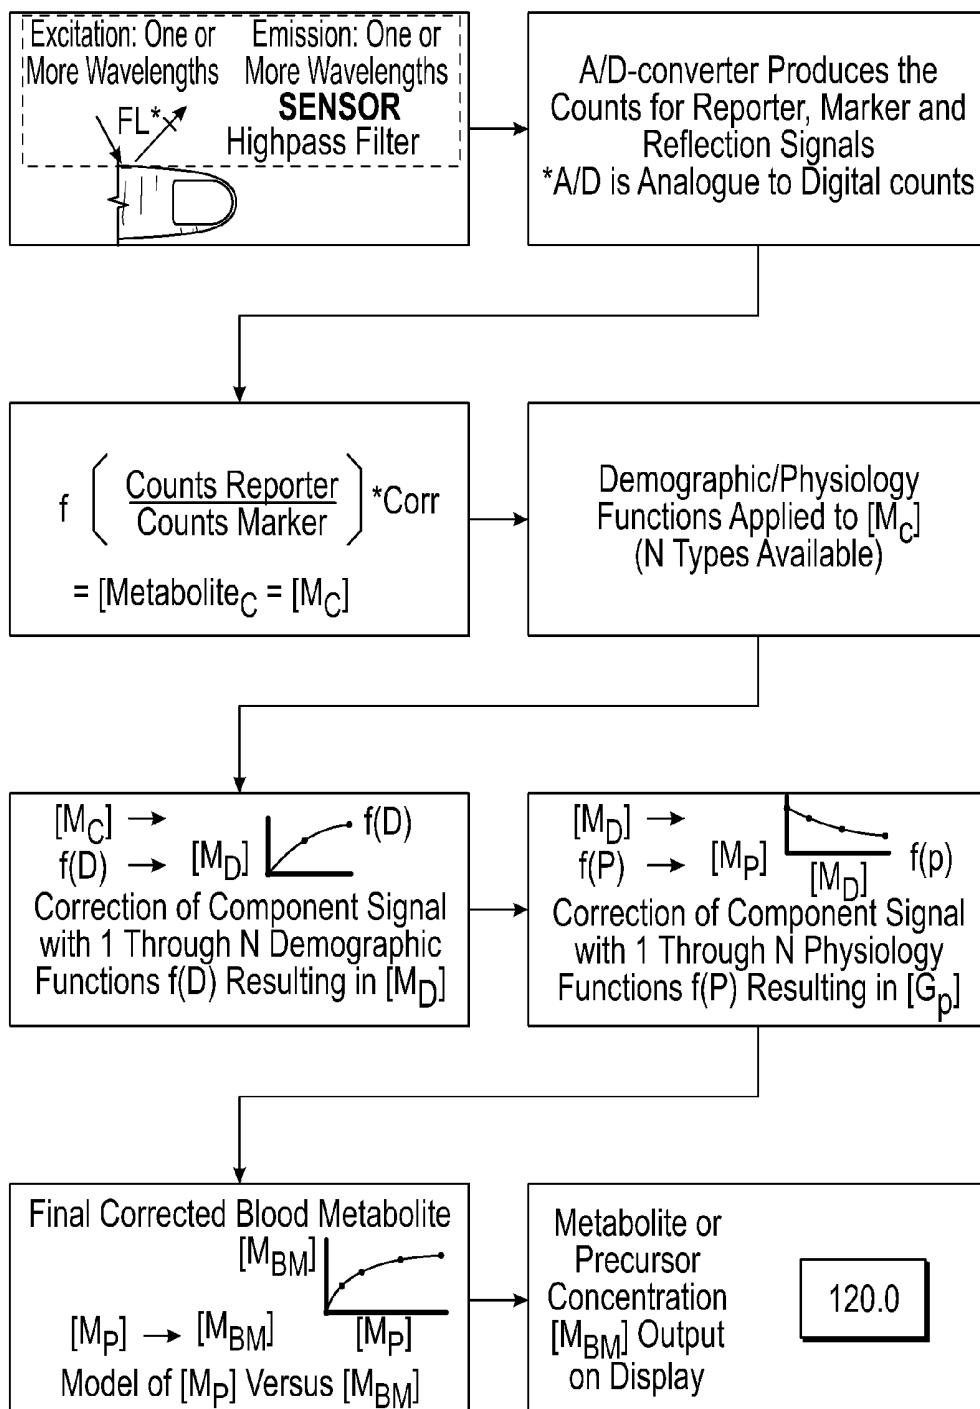 Excitation: One or
More Wavelengths
Emission: One or
More Wavelengths
SENSOR
Highpass Filter
FL*
A/D-converter Produces the
Counts for Reporter, Marker and
Reflection Signals
*A/D is Analogue to Digital counts
f ( Counts Reporter
Counts Marker ) *Corr
= [Metabolite_C = [M_C]
Demographic/Physiology
Functions Applied to [M_C]
(N Types Available)
[M_C] →
f(D) → [M_D] f(D)
Correction of Component Signal
with 1 Through N Demographic
Functions f(D) Resulting in [M_D]
[M_D] →
f(P) → [M_P] [M_D] f(p)
Correction of Component Signal
with 1 Through N Physiology
Functions f(P) Resulting in [G_p]
Final Corrected Blood Metabolite
[M_BM]
[M_P] → [M_BM] [M_P]
Model of [M_P] Versus [M_BM]
Metabolite or
Precursor
Concentration
[M_BM] Output
on Display
120.0